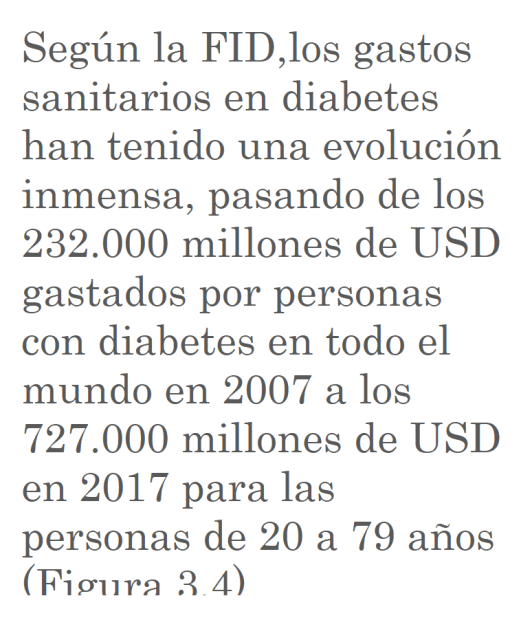 Según la FID,los gastos
sanitarios en diabetes
han tenido una evolución
inmensa, pasando de los
232.000 millones de USD
gastados por personas
con diabetes en todo el
mundo en 2007 a los
727.000 millones de USD
en 2017 para las
personas de 20 a 79 años
(Figura 3.4)